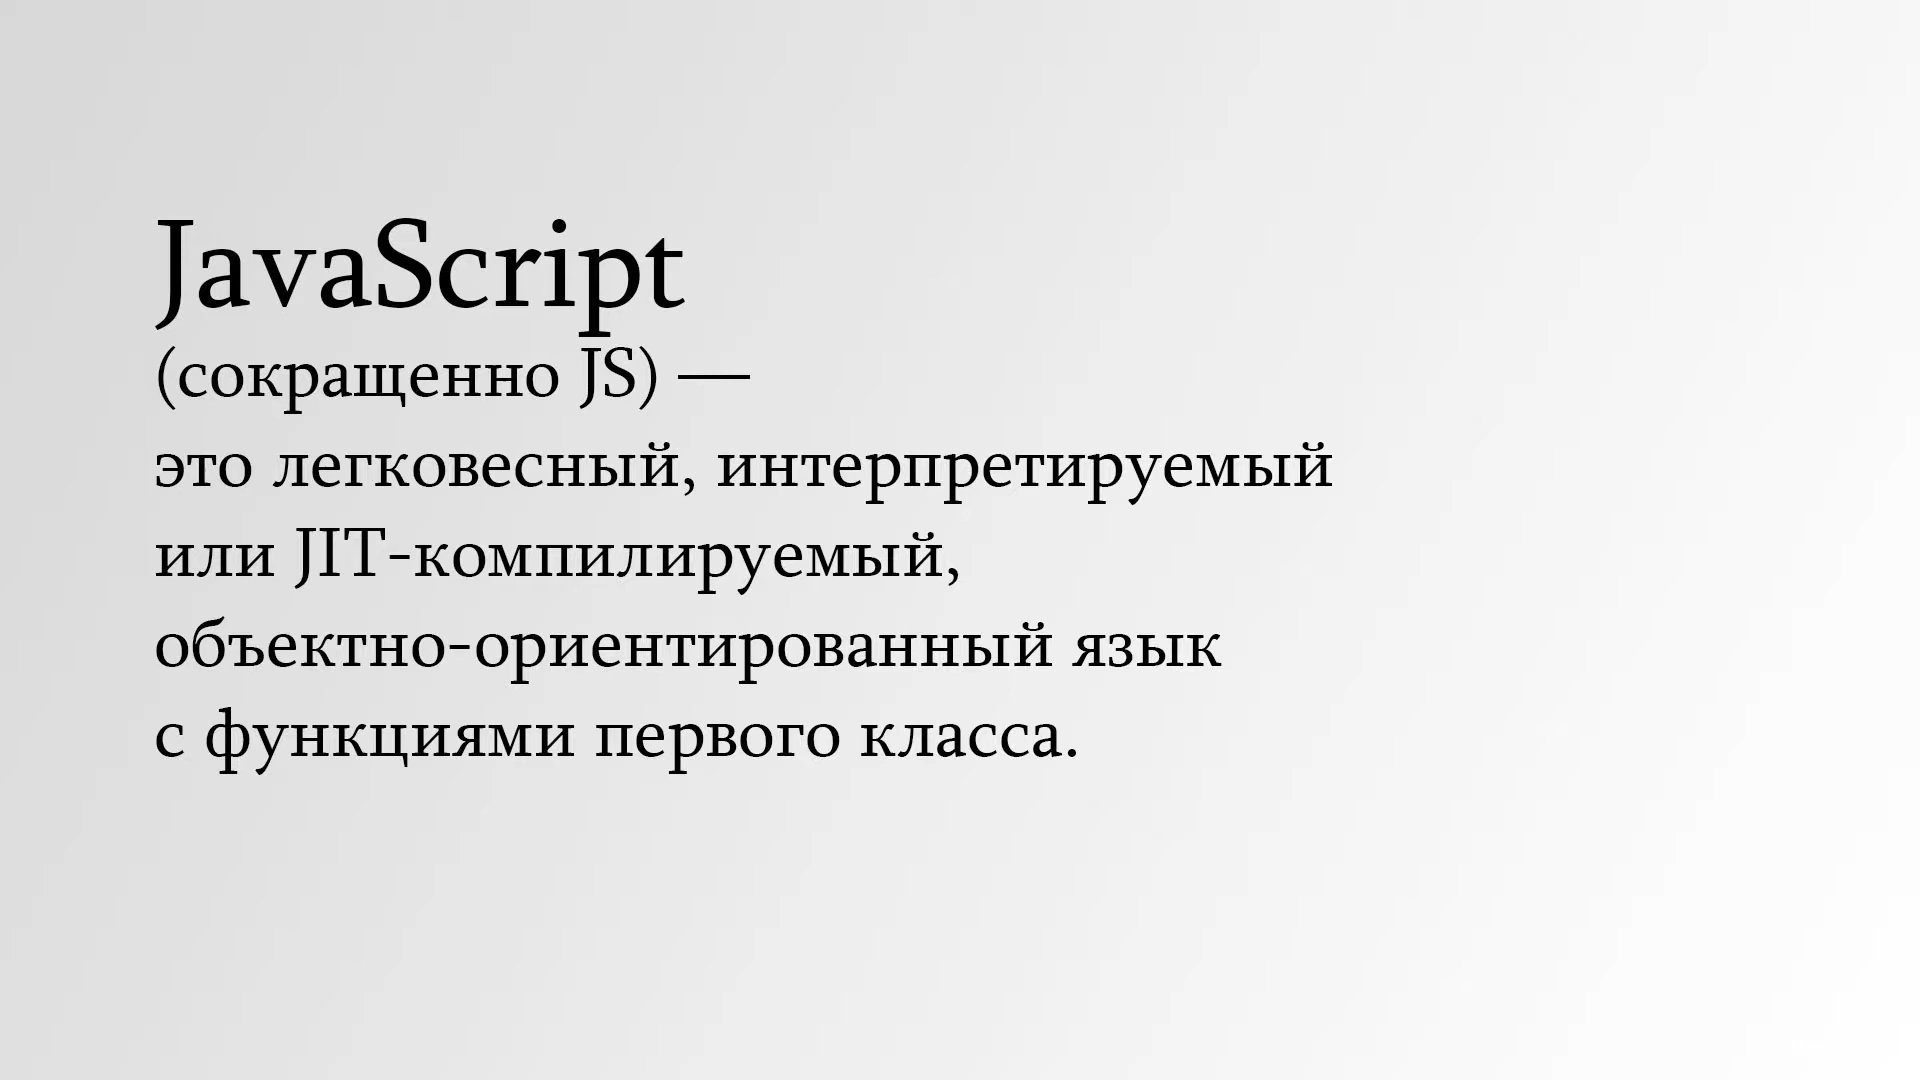 JavaScript
(сокращенно JS) —
это легковесный, интерпретируемый
или JIT-компилируемый,
объектно-ориентированный язык
с функциями первого класса.